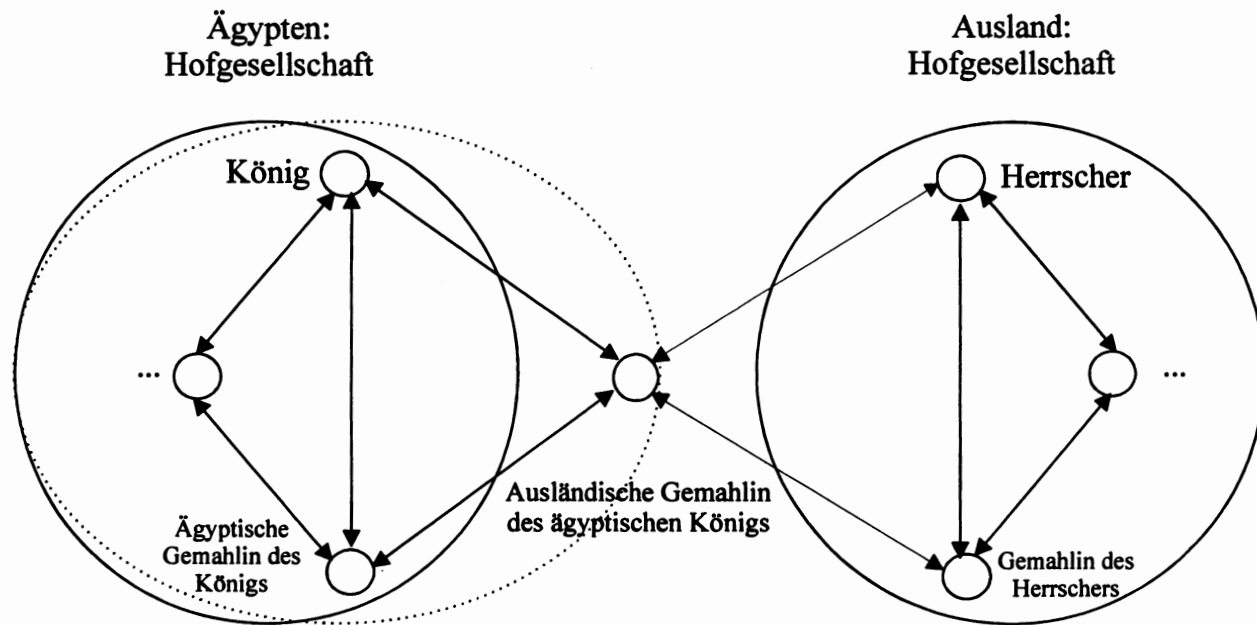 Ägypten:
Hofgesellschaft
Ausland:
Hofgesellschaft
König
Herrscher
...
...
Ausländische Gemahlin
des ägyptischen Königs
Ägyptische
Gemahlin des
Königs
Gemahlin des
Herrschers